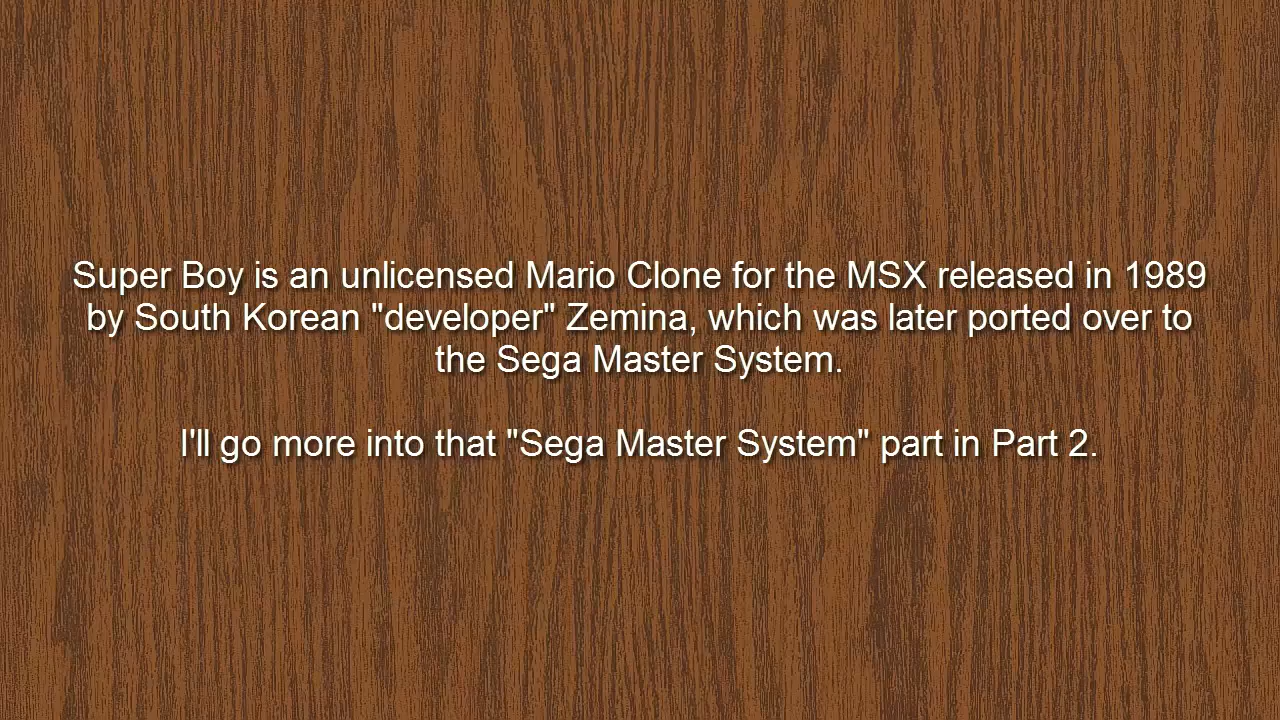 Super Boy is an unlicensed Mario Clone for the MSX released in 1989
by South Korean "developer" Zemina, which was later ported over to
the Sega Master System.
I'll go more into that "Sega Master System" part in Part 2.